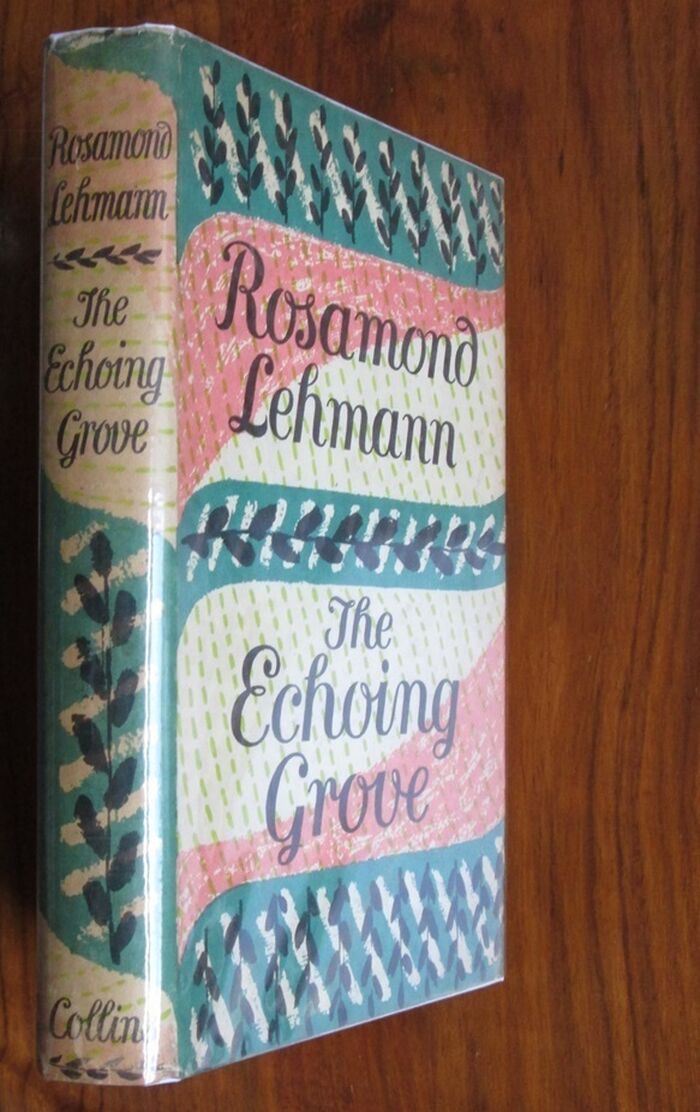 Rosamond
Lehmann
The
Echoing
Grove
Collins
Rosamond
Lehmann
The
Echoing
Grove